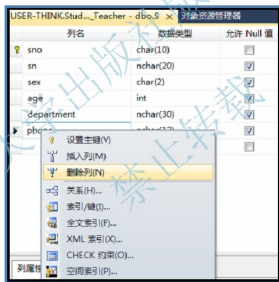 USER-THINK.Stud..._Teacher - dbo.S × 对象资源管理器
列名 数据类型 允许 Null 值
sno char(10)
sn nchar(20)
sex char(2)
age int
department nchar(30)
设置主键(Y)
插入列(M)
删除列(N)
关系(H)...
索引/键(I)...
全文索引(F)...
XML 索引(X)...
CHECK 约束(O)...
空间索引(P)...